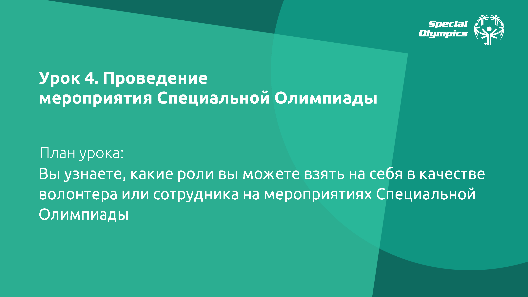 Special
Olympics
Урок 4. Проведение
мероприятия Специальной Олимпиады
План урока:
Вы узнаете, какие роли вы можете взять на себя в качестве
волонтера или сотрудника на мероприятиях Специальной
Олимпиады